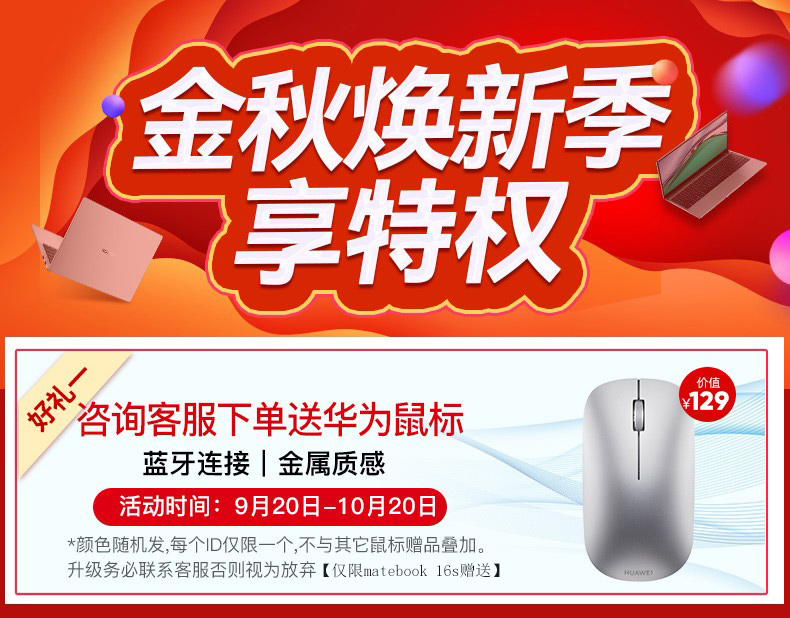 金秋焕新季
享特权
好礼一
咨询客服下单送华为鼠标
价值
¥129
蓝牙连接｜金属质感
活动时间：9月20日-10月20日
*颜色随机发,每个ID仅限一个,不与其它鼠标赠品叠加。
升级务必联系客服否则视为放弃【仅限matebook 16s赠送】
HUAWEI